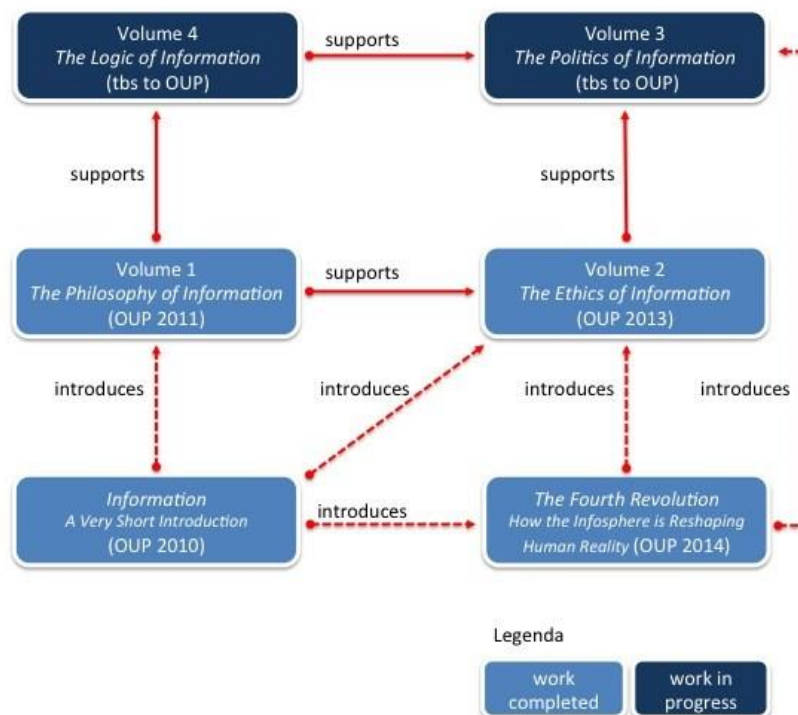 Volume 4
The Logic of Information
(tbs to OUP)
supports
Volume 3
The Politics of Information
(tbs to OUP)
supports
supports
Volume 1
The Philosophy of Information
(OUP 2011)
supports
Volume 2
The Ethics of Information
(OUP 2013)
introduces
introduces
introduces
introduces
Information
A Very Short Introduction
(OUP 2010)
introduces
The Fourth Revolution
How the Infosphere is Reshaping
Human Reality (OUP 2014)
Legenda
work
completed
work in
progress